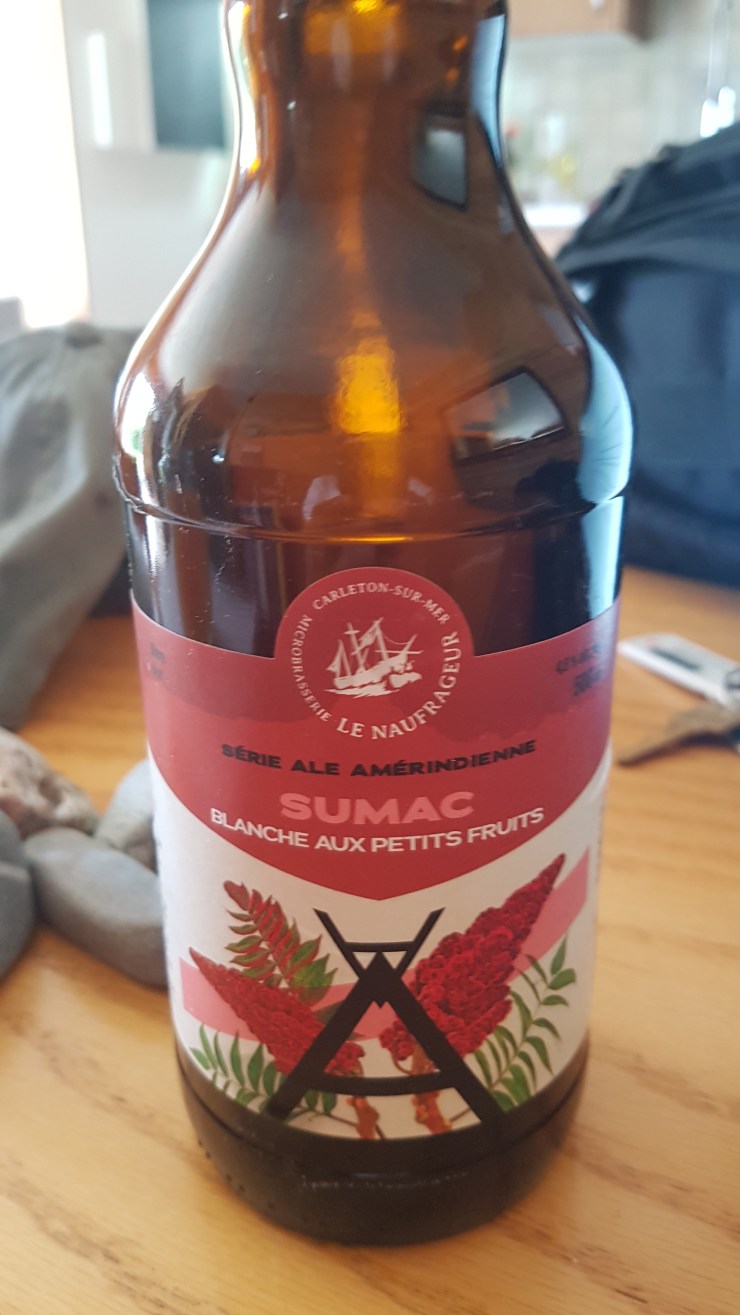 MICROBRASSERIE CARLETON-SUR-MER
LE NAUFRAGEUR
SÉRIE ALE AMÉRINDIENNE
SUMAC
BLANCHE AUX PETITS FRUITS